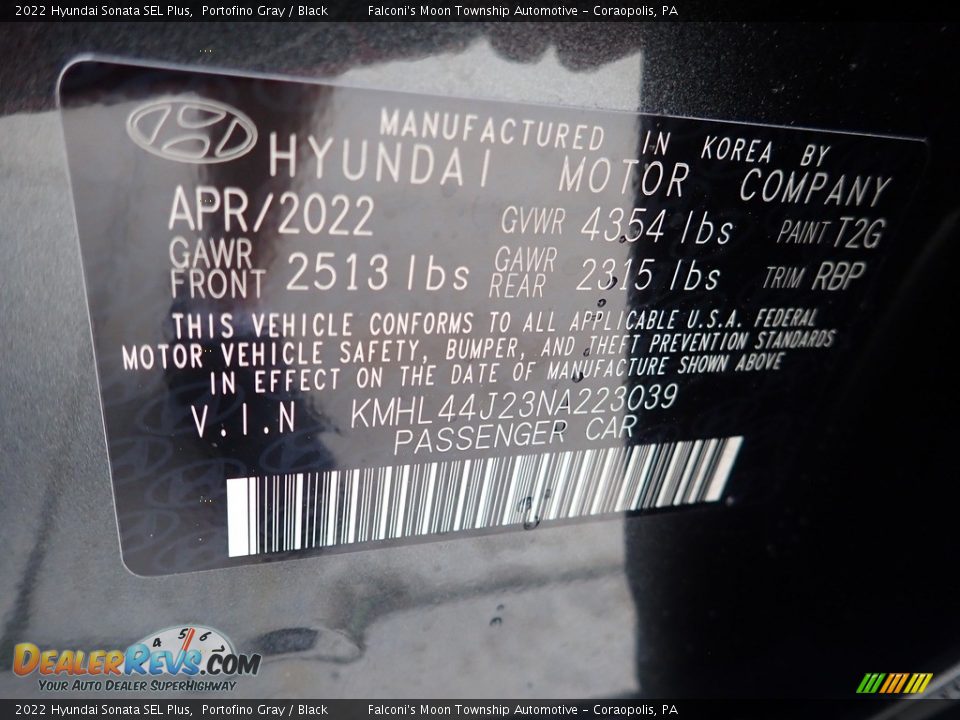 2022 Hyundai Sonata SEL Plus,  Portofino Gray / Black      Falconi's Moon Township Automotive - Coraopolis, PA
MANUFACTURED IN KOREA BY
HYUNDAI MOTOR COMPANY
APR/2022 GVWR 4354 lbs PAINT T2G
GAWR FRONT 2513 lbs GAWR REAR 2315 lbs TRIM RBP
THIS VEHICLE CONFORMS TO ALL APPLICABLE U.S.A. FEDERAL
MOTOR VEHICLE SAFETY, BUMPER, AND THEFT PREVENTION STANDARDS
IN EFFECT ON THE DATE OF MANUFACTURE SHOWN ABOVE
V.I.N KMHL44J23NA223039
PASSENGER CAR
4 5 6
DealerRevs.com
Your Auto Dealer SuperHighway
2022 Hyundai Sonata SEL Plus,  Portofino Gray / Black      Falconi's Moon Township Automotive - Coraopolis, PA